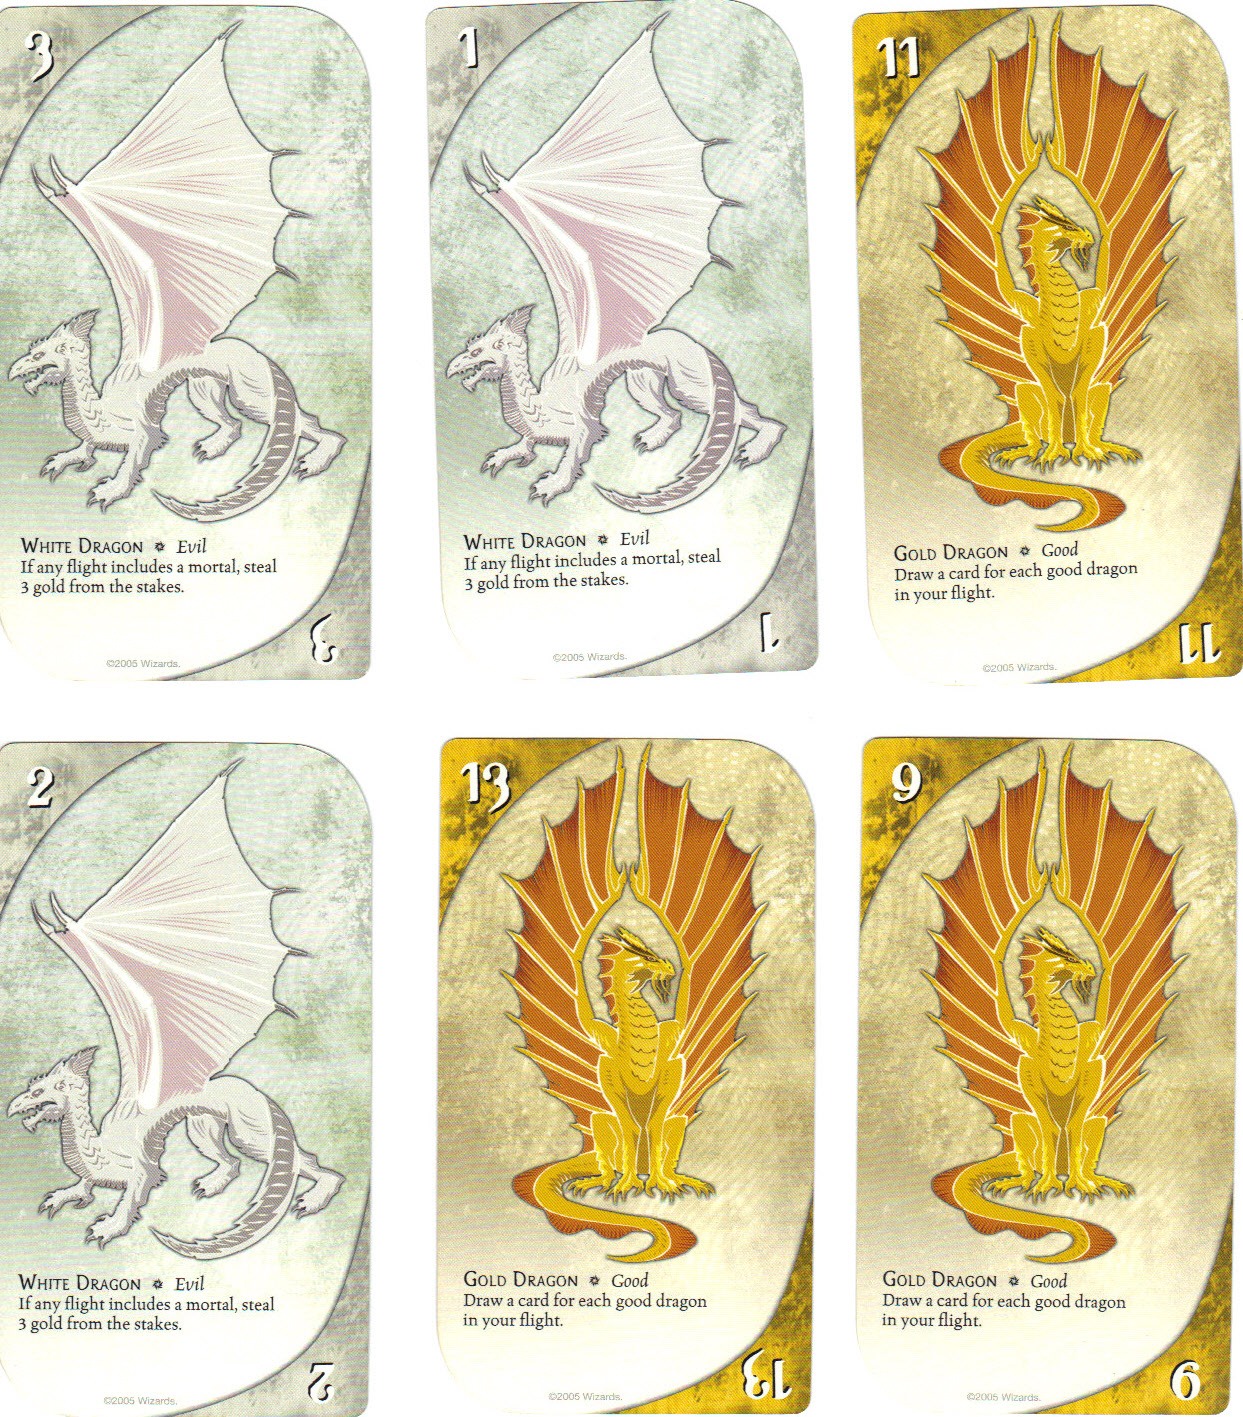 3
WHITE DRAGON ✵ Evil
If any flight includes a mortal, steal
3 gold from the stakes.
©2005 Wizards.
3
1
WHITE DRAGON ✵ Evil
If any flight includes a mortal, steal
3 gold from the stakes.
©2005 Wizards.
1
11
GOLD DRAGON ✵ Good
Draw a card for each good dragon
in your flight.
©2005 Wizards.
11
2
WHITE DRAGON ✵ Evil
If any flight includes a mortal, steal
3 gold from the stakes.
©2005 Wizards.
2
13
GOLD DRAGON ✵ Good
Draw a card for each good dragon
in your flight.
©2005 Wizards.
13
9
GOLD DRAGON ✵ Good
Draw a card for each good dragon
in your flight.
©2005 Wizards.
9